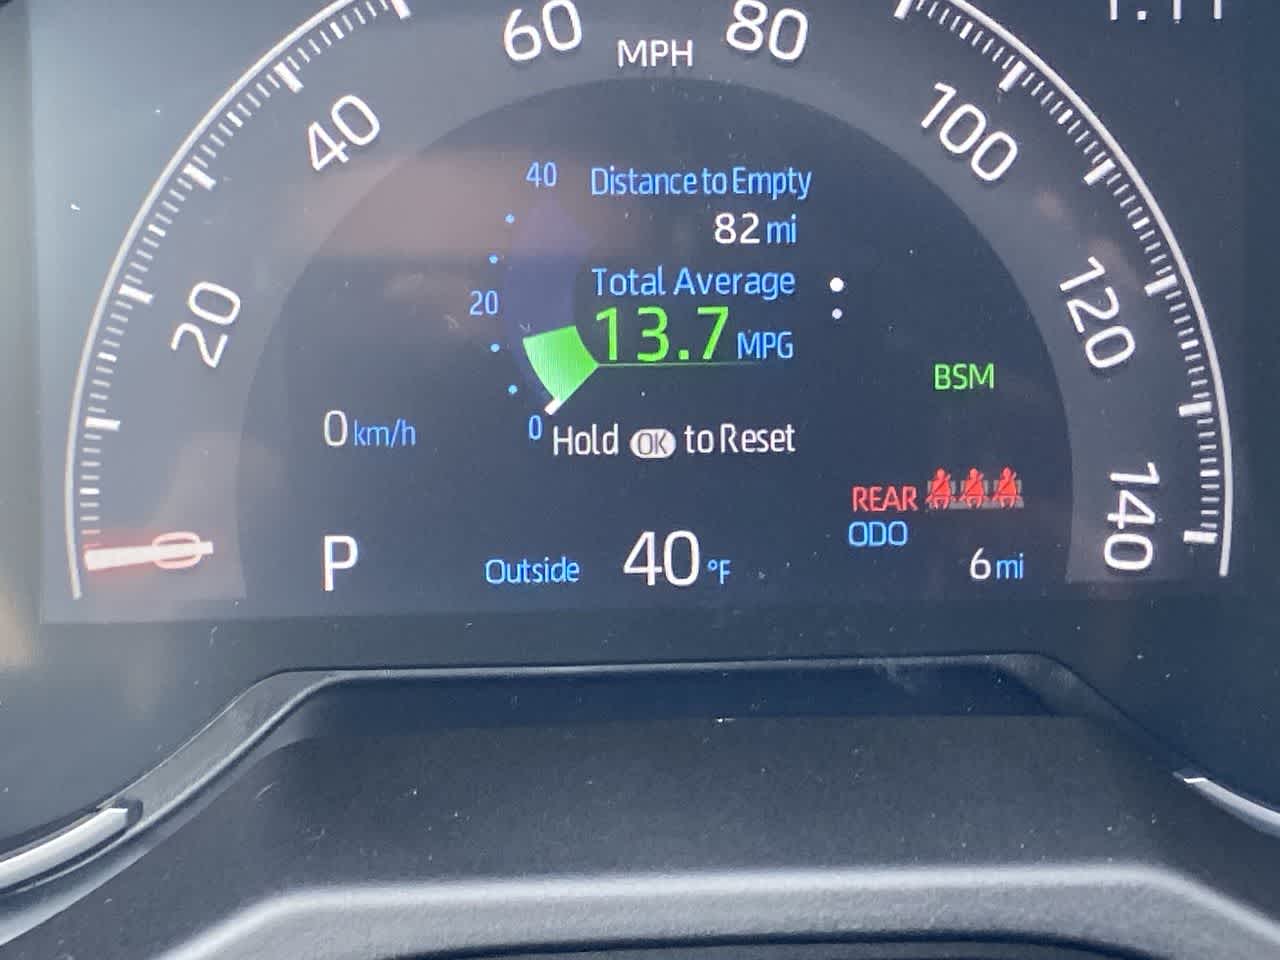 60 MPH 80
40
100
40 Distance to Empty
82 mi
Total Average
20
13.7 MPG
20
120
BSM
0 km/h
0 Hold OK to Reset
REAR
ODO
140
0
P
Outside 40 °F
6 mi